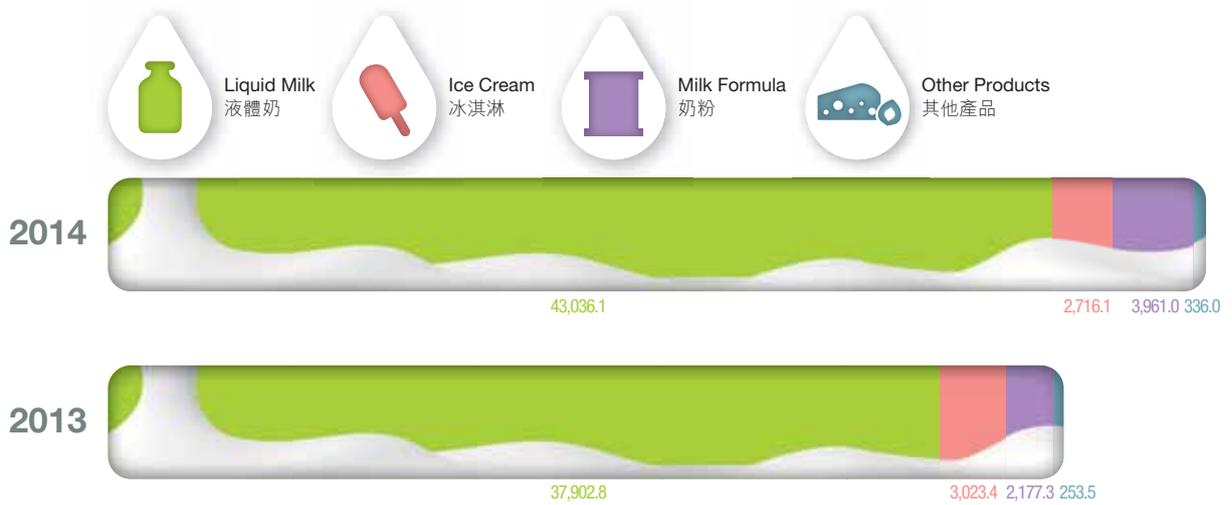 Liquid Milk
液體奶
Ice Cream
冰淇淋
Milk Formula
奶粉
Other Products
其他產品
2014
43,036.1
2,716.1
3,961.0
336.0
2013
37,902.8
3,023.4
2,177.3
253.5